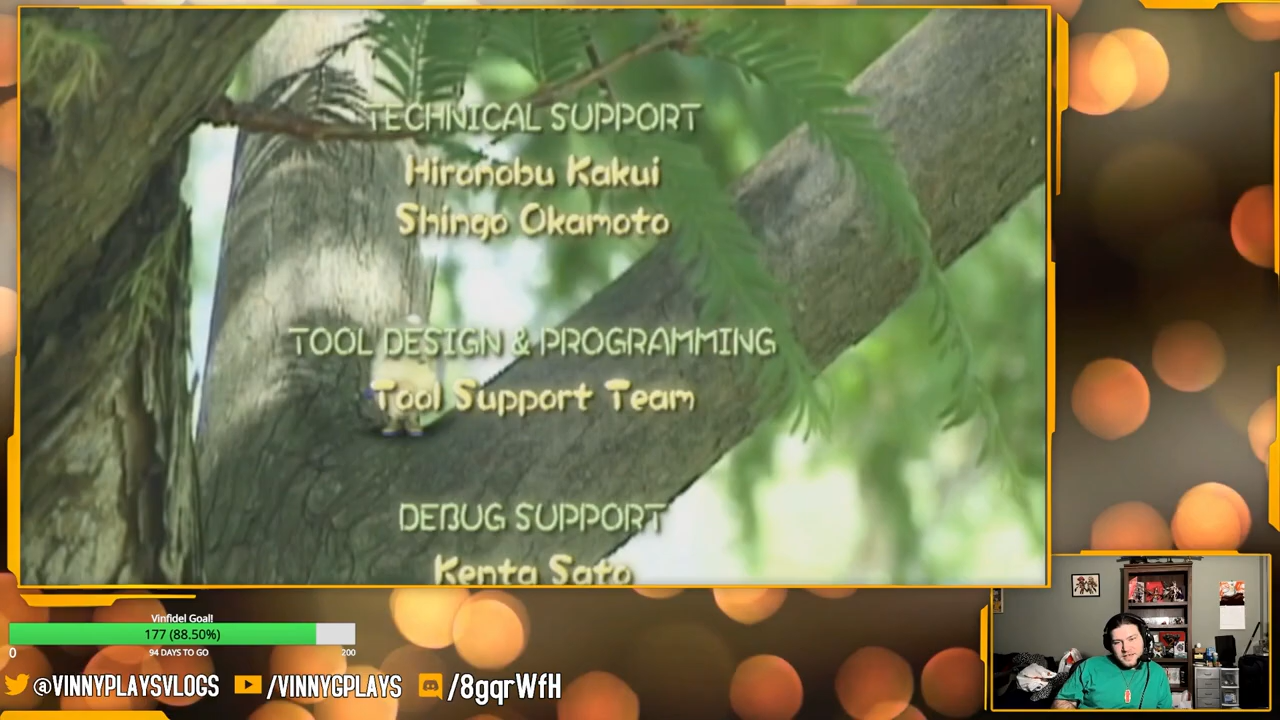 TECHNICAL SUPPORT
Hironobu Kakui
Shingo Okamoto
TOOL DESIGN & PROGRAMMING
Tool Support Team
DEBUG SUPPORT
Kenta Sato
Vinfidel Goal!
177 (88.50%)
0
94 DAYS TO GO
200
@VINNYPLAYSVLOGS
/VINNYGPLAYS
/8gqrWfH